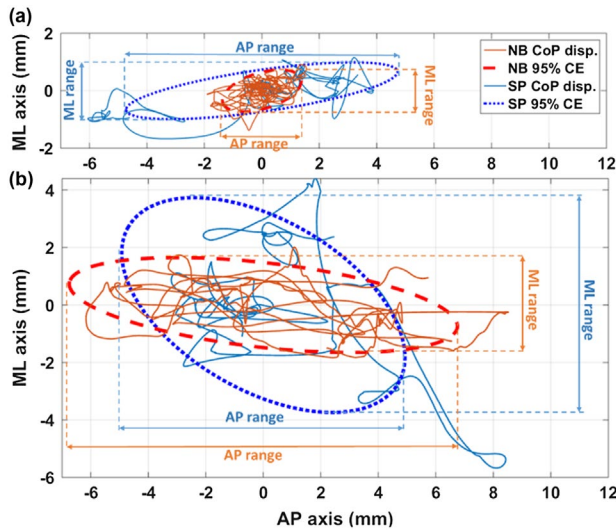 (a)
2
0
-2
ML axis (mm)
AP range
ML range
ML range
AP range
NB CoP disp.
NB 95% CE
SP CoP disp.
SP 95% CE
-6 -4 -2 0 2 4 6 8 10 12
(b)
4
2
0
-2
-4
-6
ML axis (mm)
ML range
ML range
AP range
AP range
-6 -4 -2 0 2 4 6 8 10 12
AP axis (mm)